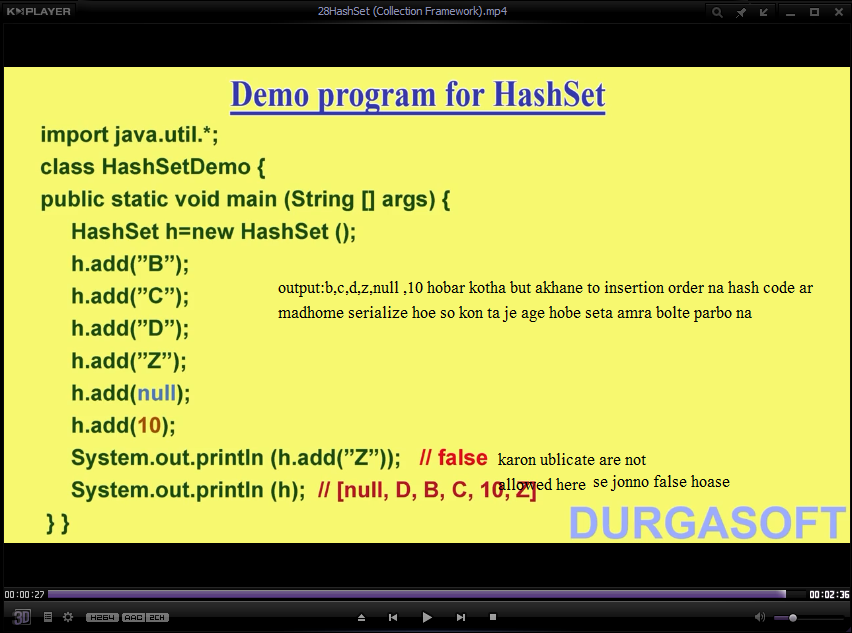 KMPLAYER
28HashSet (Collection Framework).mp4
Demo program for HashSet
import java.util.*;
class HashSetDemo {
public static void main (String [] args) {
HashSet h=new HashSet ();
h.add(”B”);
h.add(”C”);
output:b,c,d,z,null ,10 hobar kotha but akhane to insertion order na hash code ar
madhome serialize hoe so kon ta je age hobe seta amra bolte parbo na
h.add(”D”);
h.add(”Z”);
h.add(null);
h.add(10);
System.out.println (h.add(”Z”)); // false karon ublicate are not
allowed here se jonno false hoase
System.out.println (h); // [null, D, B, C, 10, Z]
} }
DURGASOFT
00:00:27
00:02:36
3D
H264 AAC 2CH